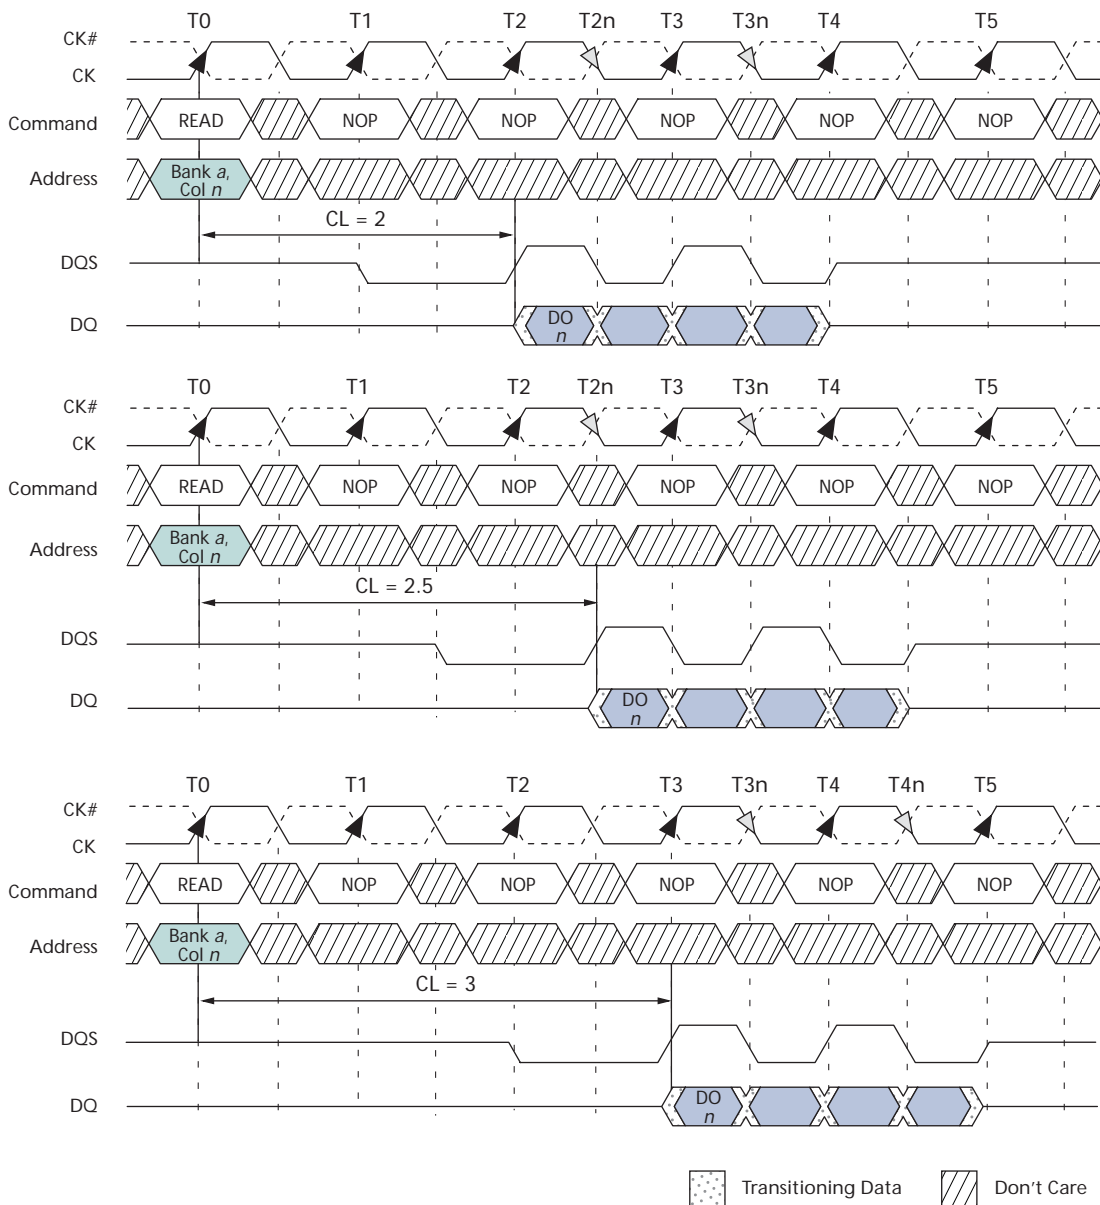 T0 T1 T2 T2n T3 T3n T4 T5
CK#
CK
Command READ NOP NOP NOP NOP NOP
Address Bank a,
Col n
CL = 2
DQS
DQ DO
n
T0 T1 T2 T2n T3 T3n T4 T5
CK#
CK
Command READ NOP NOP NOP NOP NOP
Address Bank a,
Col n
CL = 2.5
DQS
DQ DO
n
T0 T1 T2 T3 T3n T4 T4n T5
CK#
CK
Command READ NOP NOP NOP NOP NOP
Address Bank a,
Col n
CL = 3
DQS
DQ DO
n
Transitioning Data Don't Care